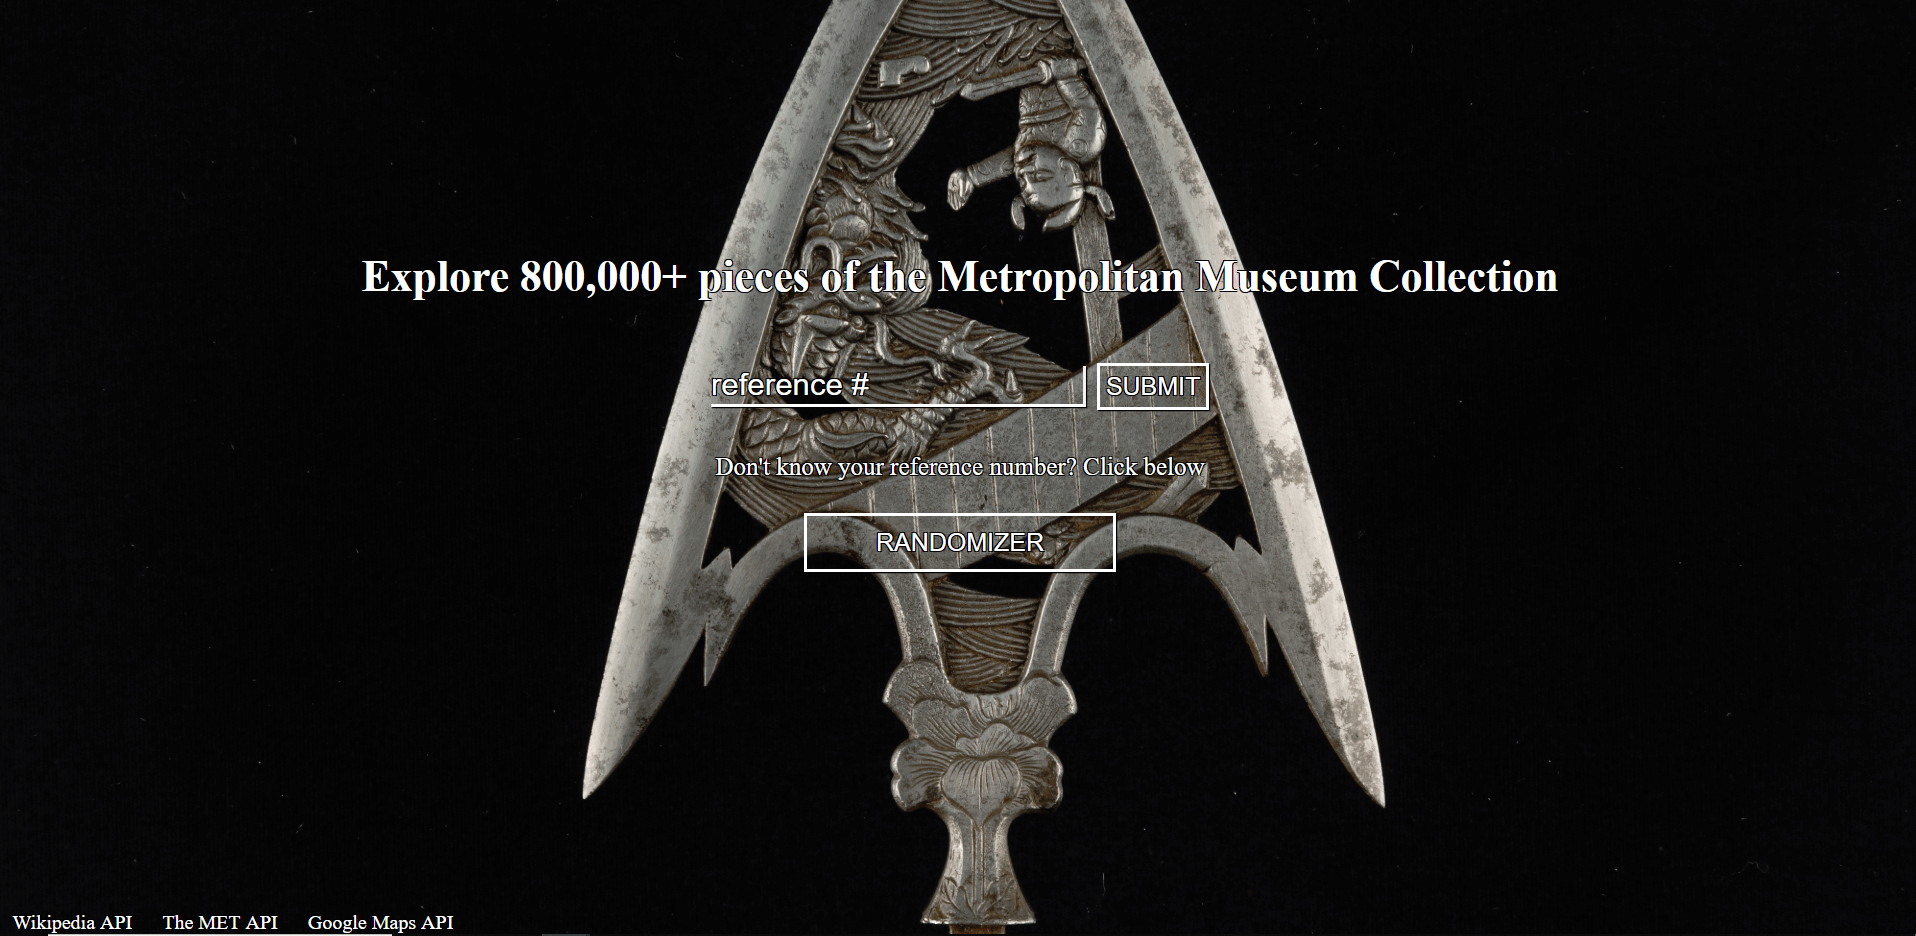 Explore 800,000+ pieces of the Metropolitan Museum Collection
reference #
SUBMIT
Don't know your reference number? Click below
RANDOMIZER
Wikipedia API
The MET API
Google Maps API